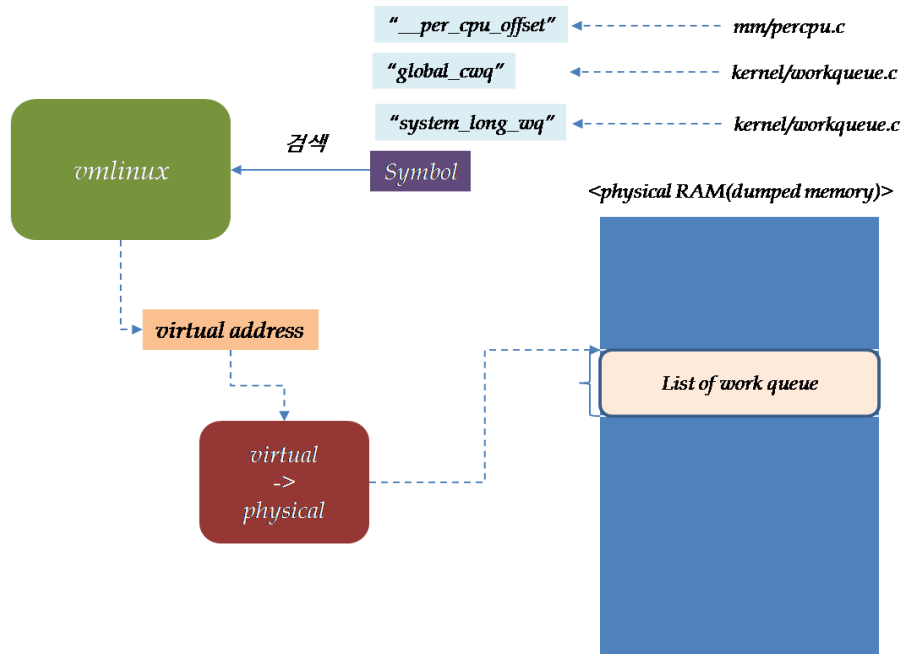 “__per_cpu_offset”
mm/percpu.c
“global_cwq”
kernel/workqueue.c
“system_long_wq”
kernel/workqueue.c
검색
vmlinux
Symbol
<physical RAM(dumped memory)>
virtual address
List of work queue
virtual
->
physical